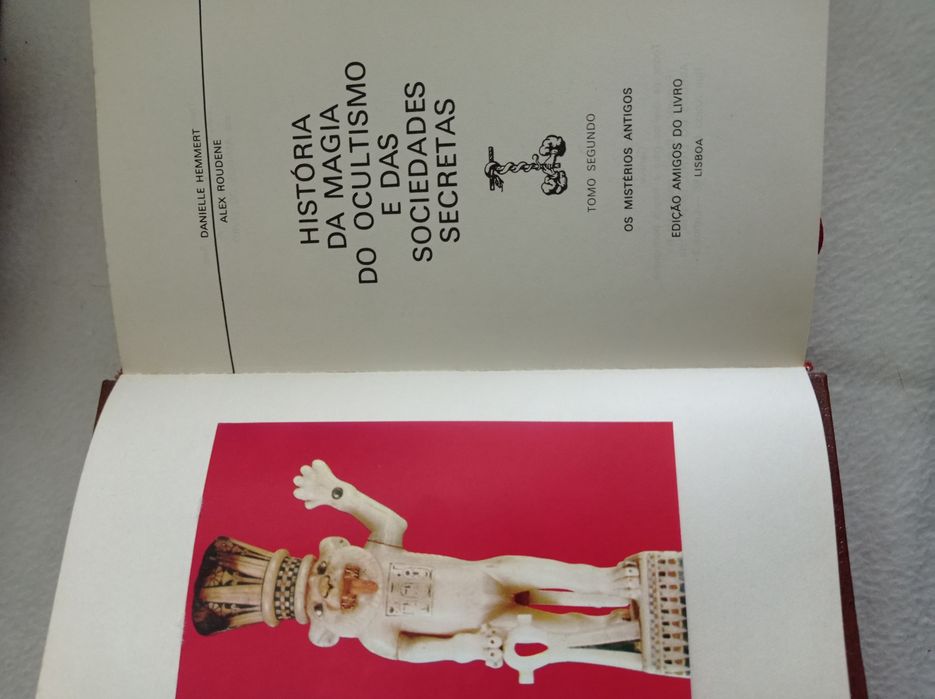 DANIELLE HEMMERT
ALEX ROUDENE
HISTÓRIA
DA MAGIA
DO OCULTISMO
E DAS
SOCIEDADES
SECRETAS
TOMO SEGUNDO
OS MISTÉRIOS ANTIGOS
EDIÇÃO AMIGOS DO LIVRO
LISBOA